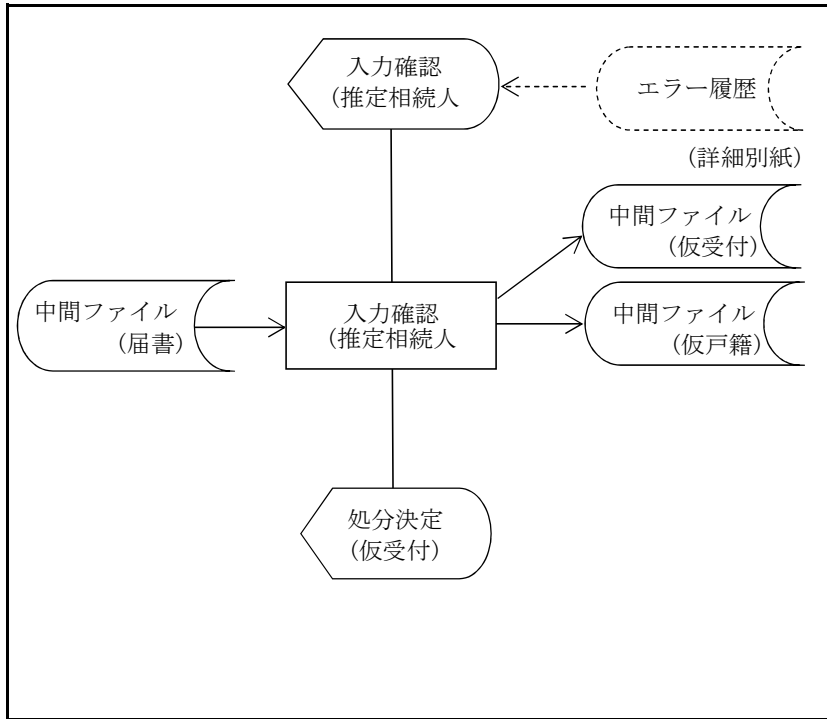 入力確認
(推定相続人
エラー履歴
(詳細別紙)
中間ファイル
(仮受付)
中間ファイル
(届書)
入力確認
(推定相続人
中間ファイル
(仮戸籍)
処分決定
(仮受付)